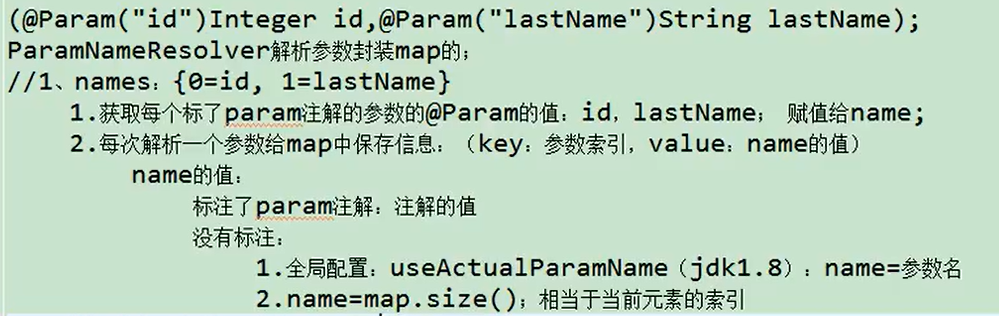 (@Param("id")Integer id,@Param("lastName")String lastName);
ParamNameResolver解析参数封装map的;
//1、names：{0=id, 1=lastName}
1.获取每个标了param注解的参数的@Param的值：id，lastName； 赋值给name;
2.每次解析一个参数给map中保存信息：（key：参数索引，value：name的值）
name的值：
标注了param注解：注解的值
没有标注：
1.全局配置：useActualParamName（jdk1.8）：name=参数名
2.name=map.size()；相当于当前元素的索引